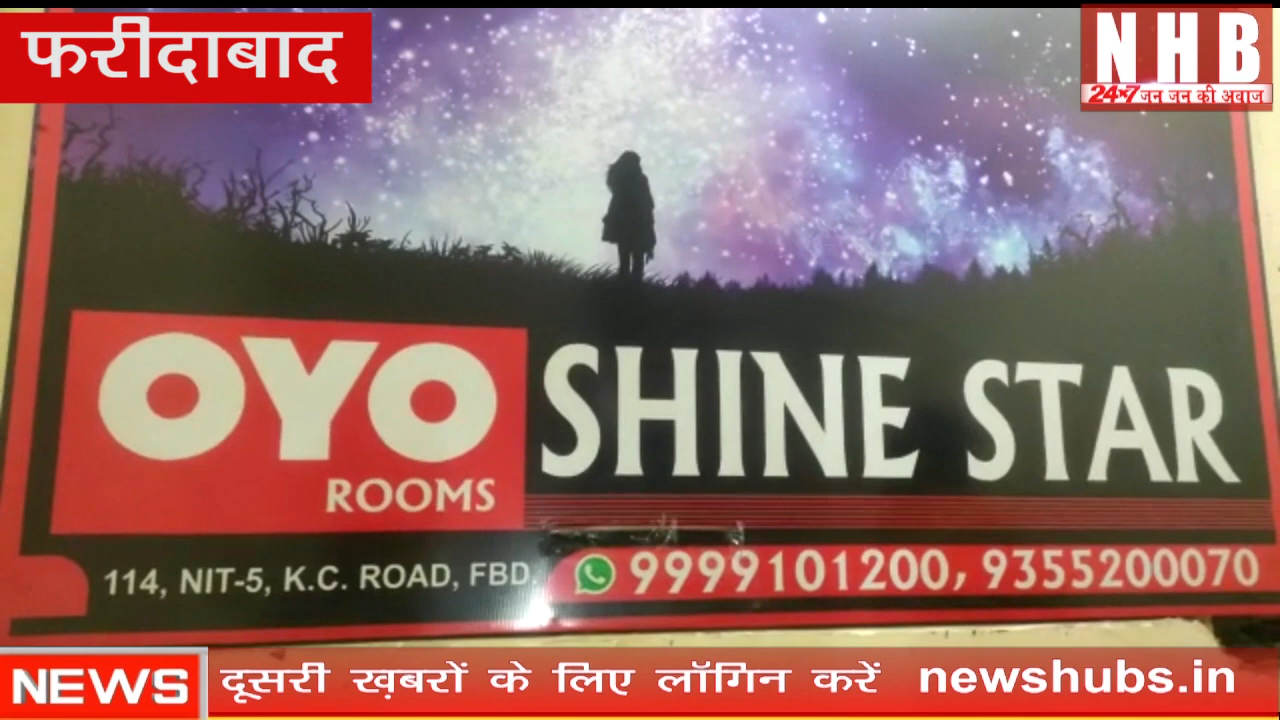 फरीदाबाद
NHB
24x7 जन जन की अवाज
OYO
ROOMS
SHINE STAR
114, NIT-5, K.C. ROAD, FBD.
9999101200, 9355200070
NEWS
दूसरी ख़बरों के लिए लॉगिन करें newshubs.in